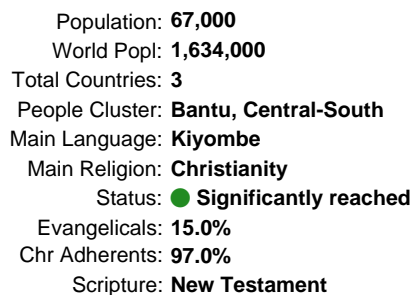 Population: 67,000
World Popl: 1,634,000
Total Countries: 3
People Cluster: Bantu, Central-South
Main Language: Kiyombe
Main Religion: Christianity
Status: Significantly reached
Evangelicals: 15.0%
Chr Adherents: 97.0%
Scripture: New Testament